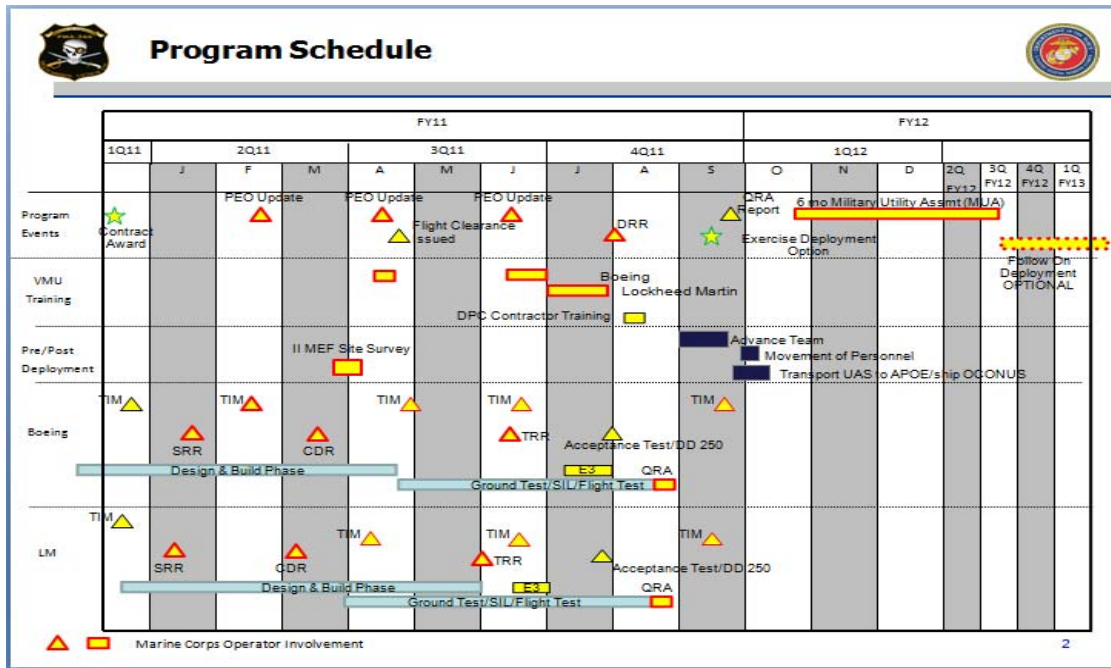 Program Schedule
FY11 FY12
1Q11 2Q11 3Q11 4Q11 1Q12
J F M A M J J A S O N D 2Q FY12 3Q FY12 4Q FY12 1Q FY13
Program Events
Contract Award
PEO Update
PEO Update
Flight Clearance Issued
PEO Update
DRR
QRA Report
Exercise Deployment Option
6 mo Military Utility Assmt (MUA)
Follow On Deployment OPTIONAL
VMU Training
Boeing
Lockheed Martin
DPC Contractor Training
Pre/Post Deployment
II MEF Site Survey
Advance Team
Movement of Personnel
Transport UAS to APOE/ship OCONUS
Boeing
TIM TIM TIM TIM TIM
SRR CDR TRR
Acceptance Test/DD 250
Design & Build Phase
E3
QRA
Ground Test/SIL/Flight Test
LM
TIM TIM TIM TIM
SRR CDR TRR
Acceptance Test/DD 250
Design & Build Phase
E3
QRA
Ground Test/SIL/Flight Test
Marine Corps Operator Involvement
2